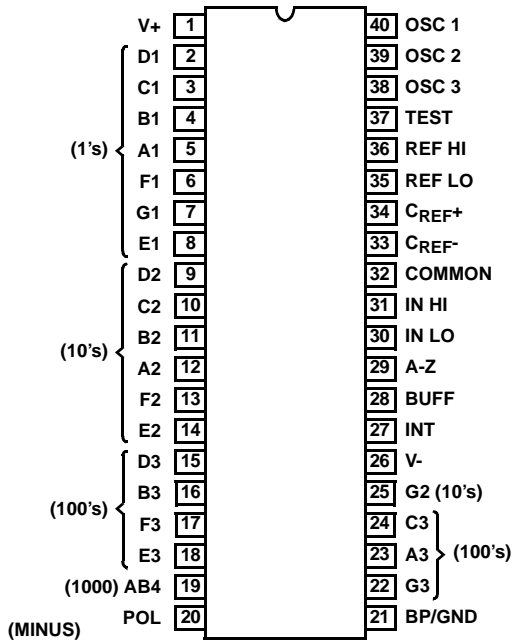 V+ 1 40 OSC 1
D1 2 39 OSC 2
C1 3 38 OSC 3
B1 4 37 TEST
(1's) A1 5 36 REF HI
F1 6 35 REF LO
G1 7 34 CREF+
E1 8 33 CREF-
D2 9 32 COMMON
C2 10 31 IN HI
(10's) B2 11 30 IN LO
A2 12 29 A-Z
F2 13 28 BUFF
E2 14 27 INT
D3 15 26 V-
B3 16 25 G2 (10's)
(100's) F3 17 24 C3
E3 18 23 A3 (100's)
(1000) AB4 19 22 G3
(MINUS) POL 20 21 BP/GND